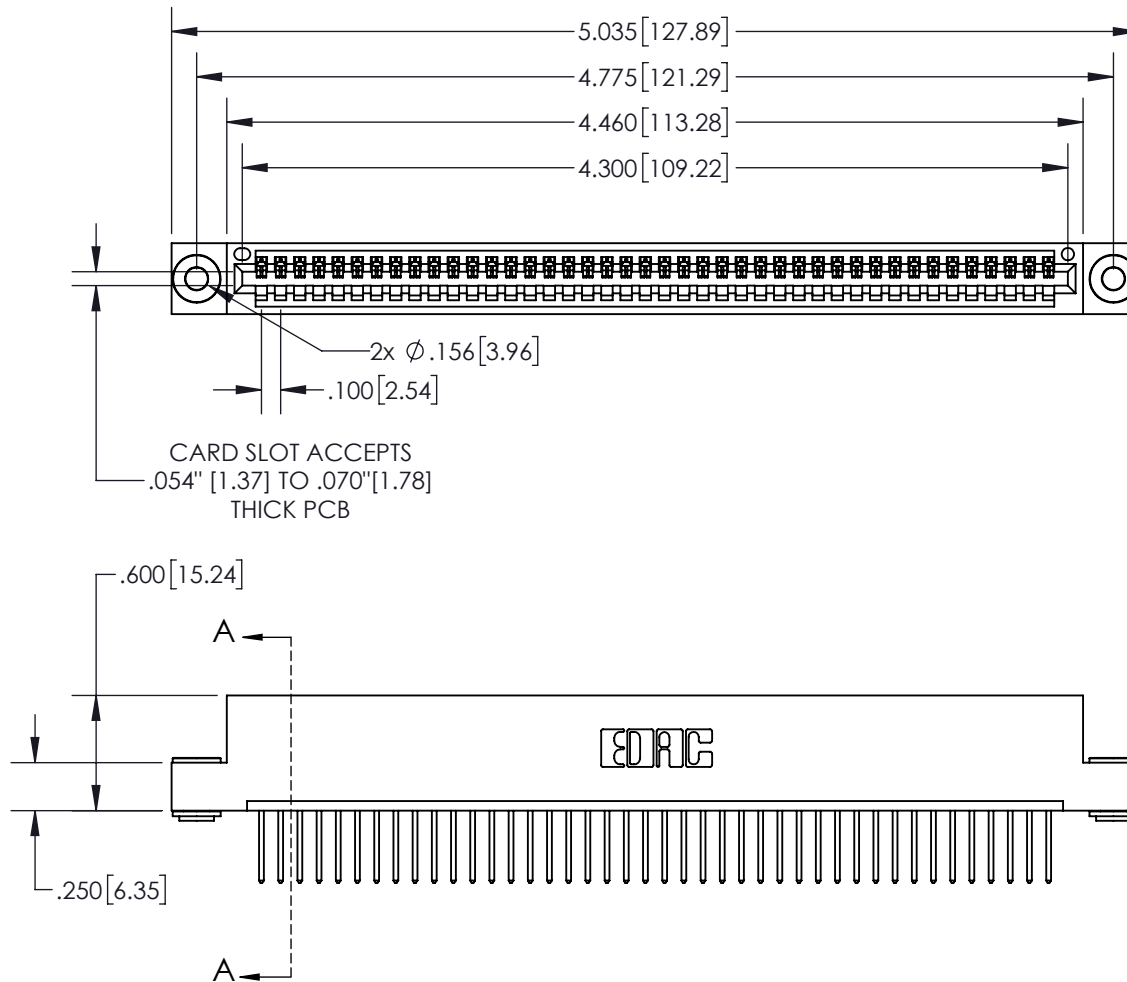 5.035[127.89]
4.775[121.29]
4.460[113.28]
4.300[109.22]
2x ∅.156[3.96]
.100[2.54]
CARD SLOT ACCEPTS
.054" [1.37] TO .070"[1.78]
THICK PCB
.600[15.24]
A
EDAC
.250[6.35]
A